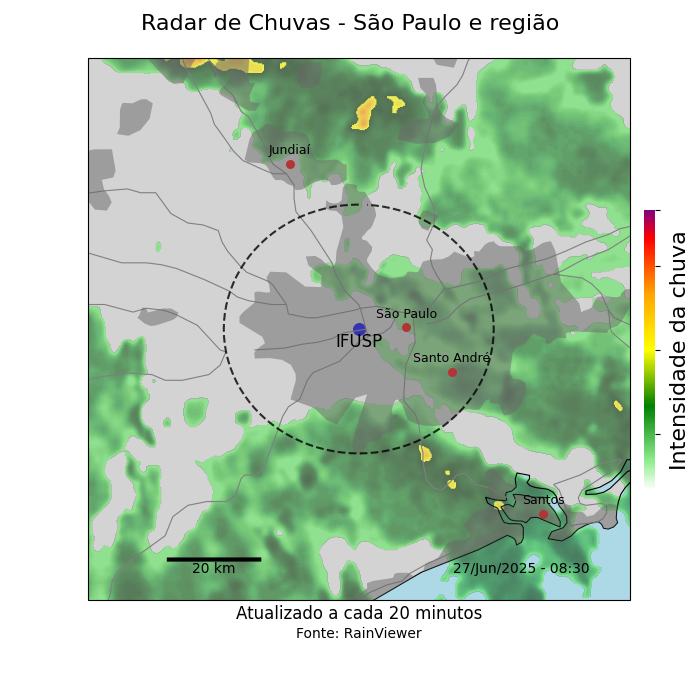 Radar de Chuvas - São Paulo e região
Jundiaí
São Paulo
IFUSP
Santo André
Santos
20 km
27/Jun/2025 - 08:30
Intensidade da chuva
Atualizado a cada 20 minutos
Fonte: RainViewer